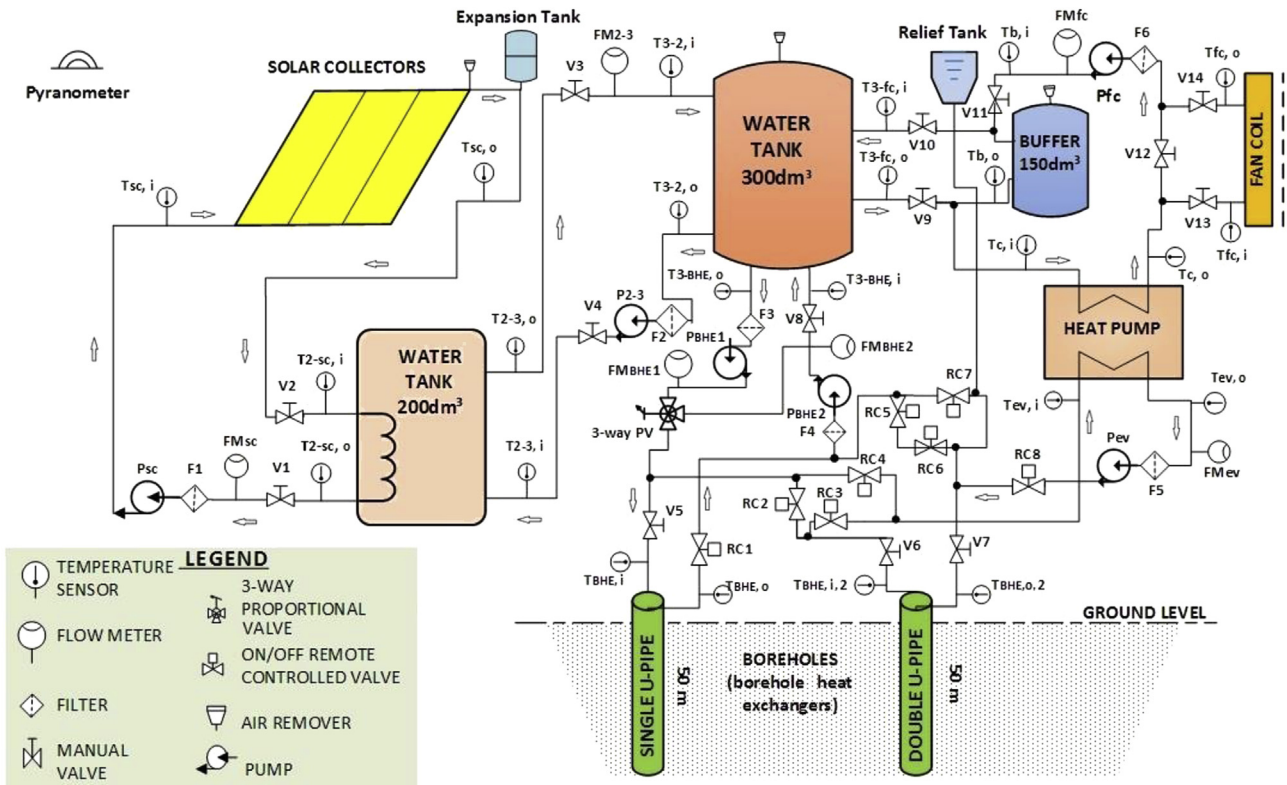 Expansion Tank
FM2-3
T3-2, i
V3
SOLAR COLLECTORS
Pyranometer
Relief Tank
Tb, i
FMfc
F6
Pfc
V14
Tfc, o
T3-fc, i
V11
V10
WATER
TANK
300dm³
BUFFER
150dm³
V12
FAN COIL
Tsc, o
Tsc, i
T3-2, o
T3-fc, o
Tb, o
V9
V13
Tfc, i
Tc, i
Tc, o
T3-BHE, o
T3-BHE, i
P2-3
V4
F2
F3
V8
HEAT PUMP
T2-3, o
PBHE1
FMBHE1
FMBHE2
WATER
TANK
200dm³
T2-sc, i
V2
3-way PV
PBHE2
F4
RC5
RC7
RC6
Tev, i
Tev, o
Pev
F5
FMev
RC8
FMsc
T2-sc, o
V1
F1
Psc
T2-3, i
RC4
RC2
RC3
V5
RC1
V6
V7
TBHE, i
TBHE, o
TBHE, i, 2
TBHE, o, 2
GROUND LEVEL
SINGLE U-PIPE
50 m
BOREHOLES
(borehole heat
exchangers)
DOUBLE U-PIPE
50 m
LEGEND
TEMPERATURE
SENSOR
FLOW METER
FILTER
MANUAL
VALVE
3-WAY
PROPORTIONAL
VALVE
ON/OFF REMOTE
CONTROLLED VALVE
AIR REMOVER
PUMP